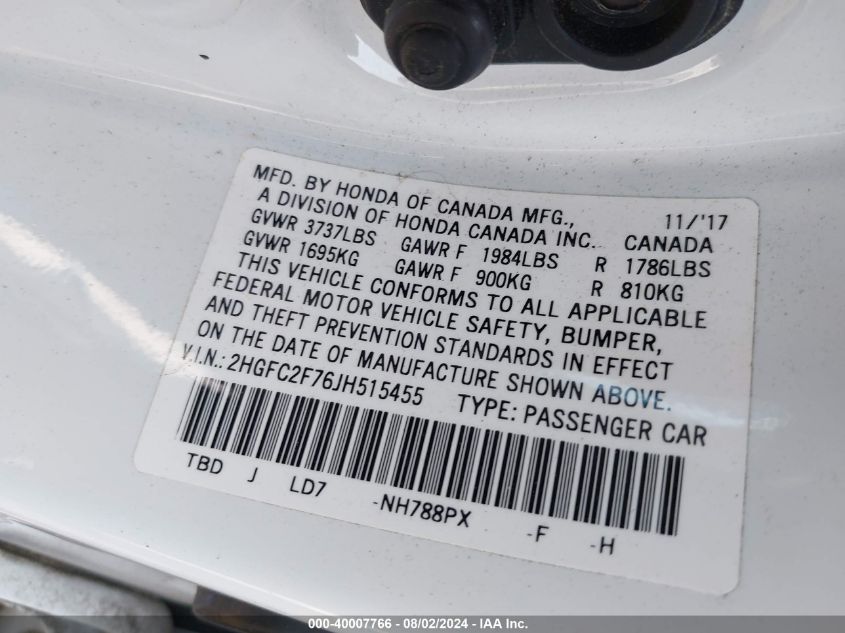 MFD. BY HONDA OF CANADA MFG., 11/'17
A DIVISION OF HONDA CANADA INC. CANADA
GVWR 3737LBS GAWR F 1984LBS R 1786LBS
GVWR 1695KG GAWR F 900KG R 810KG
THIS VEHICLE CONFORMS TO ALL APPLICABLE
FEDERAL MOTOR VEHICLE SAFETY, BUMPER,
AND THEFT PREVENTION STANDARDS IN EFFECT
ON THE DATE OF MANUFACTURE SHOWN ABOVE.
V.I.N.: 2HGFC2F76JH515455 TYPE: PASSENGER CAR
TBD J LD7 -NH788PX -F -H
000-40007766 - 08/02/2024 - IAA Inc.